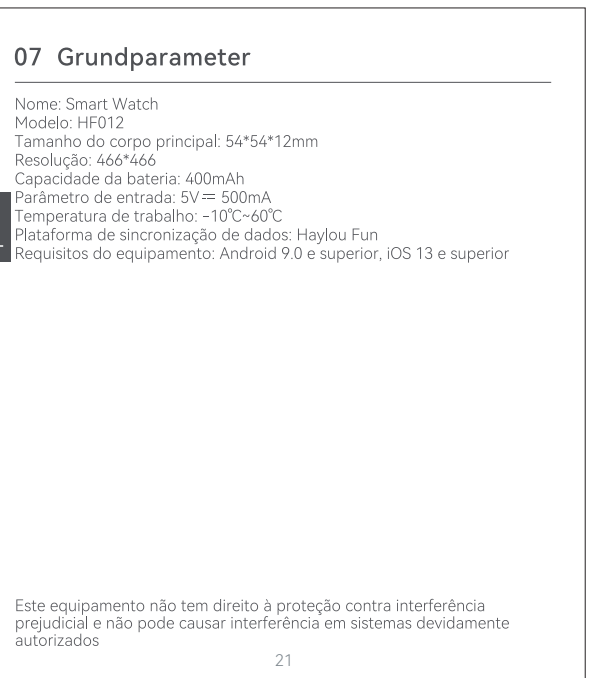 07 Grundparameter
Nome: Smart Watch
Modelo: HF012
Tamanho do corpo principal: 54*54*12mm
Resolução: 466*466
Capacidade da bateria: 400mAh
Parâmetro de entrada: 5V⎓ 500mA
Temperatura de trabalho: -10℃~60℃
Plataforma de sincronização de dados: Haylou Fun
Requisitos do equipamento: Android 9.0 e superior, iOS 13 e superior
Este equipamento não tem direito à proteção contra interferência
prejudicial e não pode causar interferência em sistemas devidamente
autorizados
21